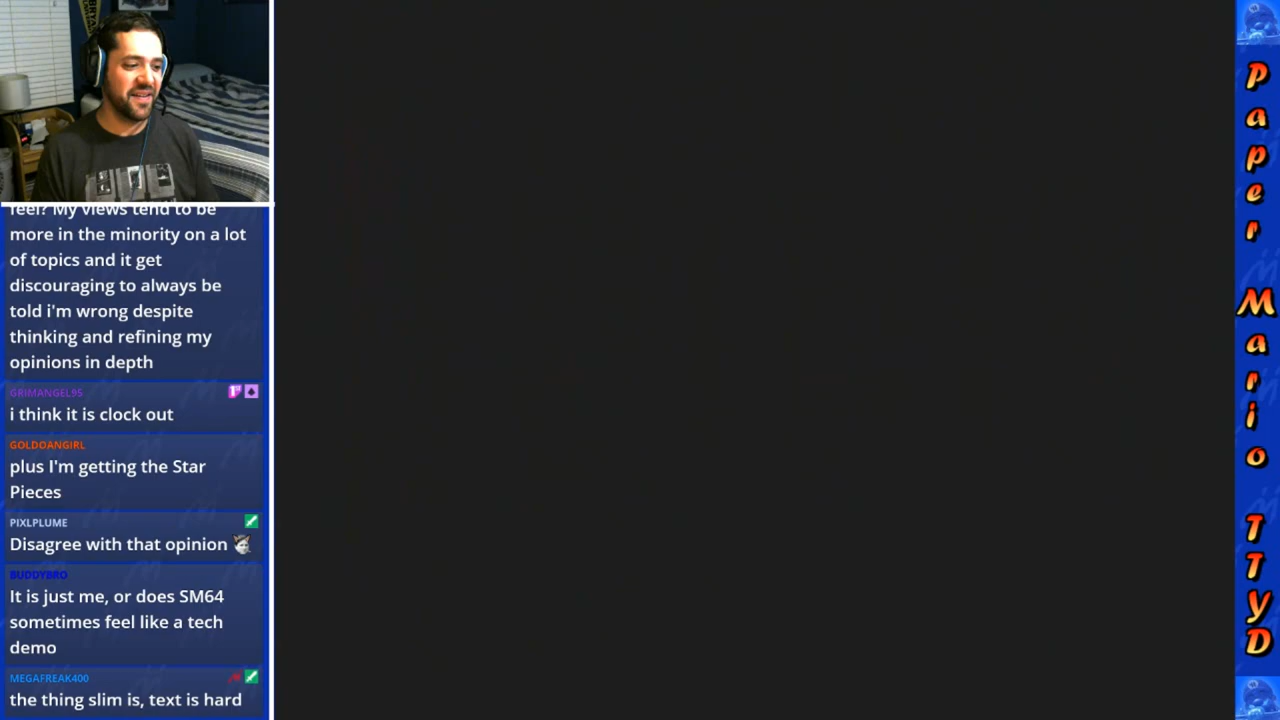 feel? My views tend to be
more in the minority on a lot
of topics and it get
discouraging to always be
told i'm wrong despite
thinking and refining my
opinions in depth
GRIMANGEL95
i think it is clock out
GOLDOANGIRL
plus I'm getting the Star
Pieces
PIXLPLUME
Disagree with that opinion
BUDDYBRO
It is just me, or does SM64
sometimes feel like a tech
demo
MEGAFREAK400
the thing slim is, text is hard
Paper Mario TTYD